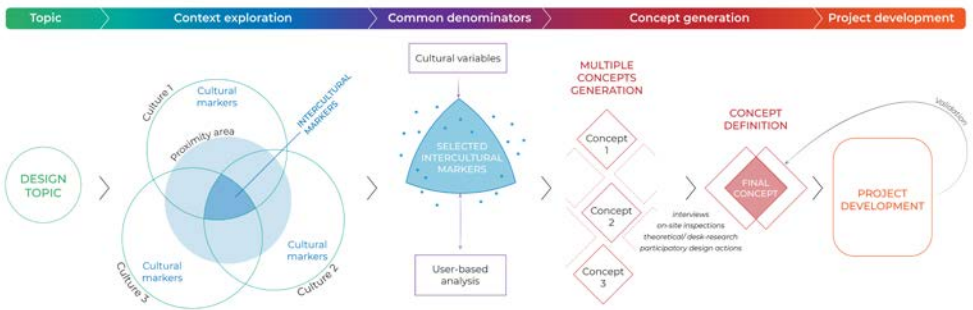 Topic
Context exploration
Common denominators
Concept generation
Project development
DESIGN
TOPIC
Culture 1
Cultural
markers
INTERCULTURAL
MARKERS
Proximity area
Cultural
markers
Culture 2
Cultural
markers
Culture 3
Cultural variables
SELECTED
INTERCULTURAL
MARKERS
User-based
analysis
MULTIPLE
CONCEPTS
GENERATION
Concept
1
Concept
2
Concept
3
interviews
on-site inspections
theoretical/ desk-research
participatory design actions
CONCEPT
DEFINITION
FINAL
CONCEPT
Validation
PROJECT
DEVELOPMENT